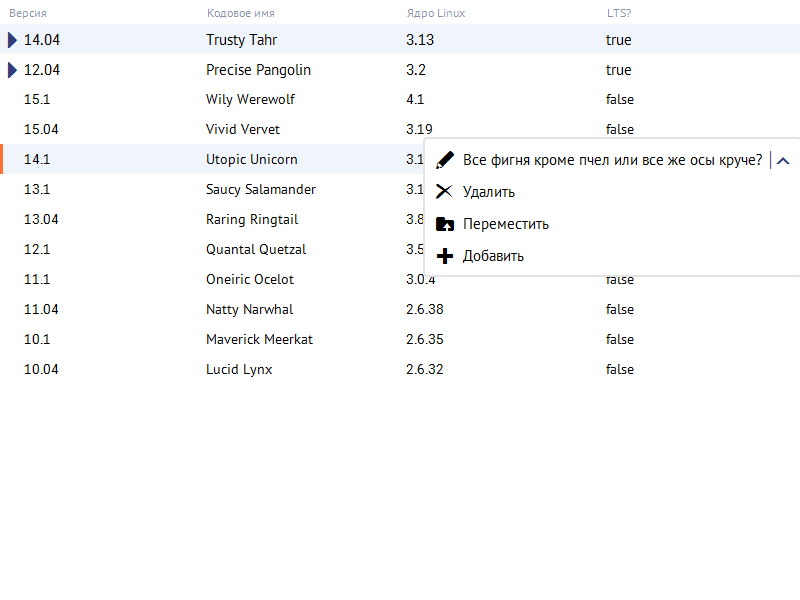 Версия Кодовое имя Ядро Linux LTS?
14.04 Trusty Tahr 3.13 true
12.04 Precise Pangolin 3.2 true
15.1 Wily Werewolf 4.1 false
15.04 Vivid Vervet 3.19 false
14.1 Utopic Unicorn 3.1 Все фигня кроме пчел или все же осы круче?
13.1 Saucy Salamander 3.1 Удалить
13.04 Raring Ringtail 3.8 Переместить
12.1 Quantal Quetzal 3.5 Добавить
11.1 Oneiric Ocelot 3.0.4 false
11.04 Natty Narwhal 2.6.38 false
10.1 Maverick Meerkat 2.6.35 false
10.04 Lucid Lynx 2.6.32 false